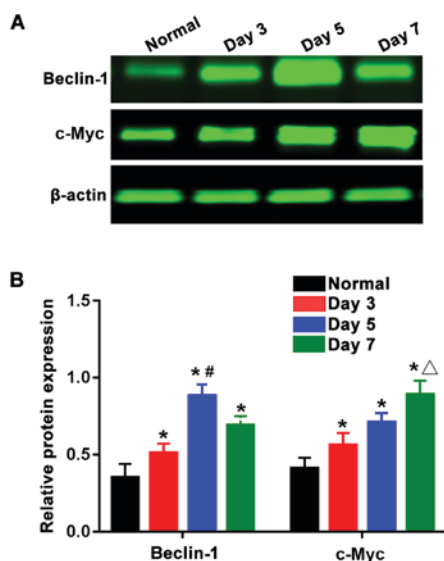 A
Normal Day 3 Day 5 Day 7
Beclin-1
c-Myc
β-actin
B
Normal
Day 3
Day 5
Day 7
Relative protein expression
1.5
1.0
0.5
0.0
* * # *
* * * △
Beclin-1 c-Myc